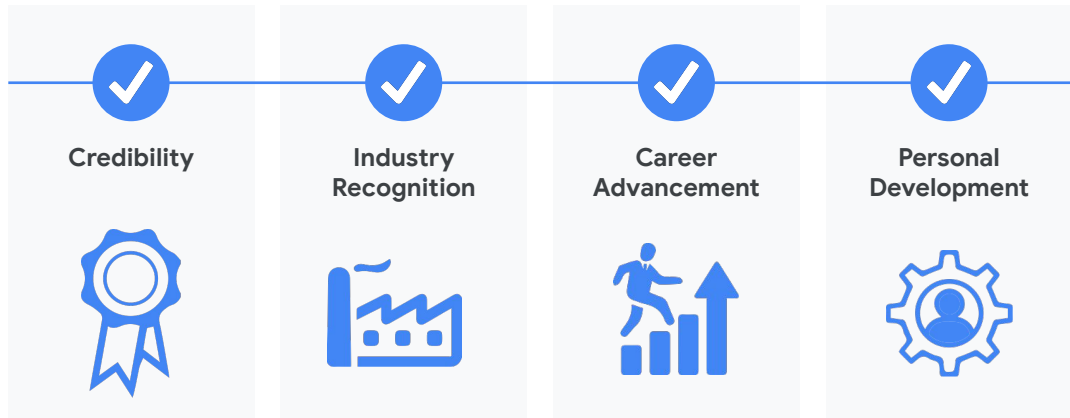 Credibility
Industry
Recognition
Career
Advancement
Personal
Development